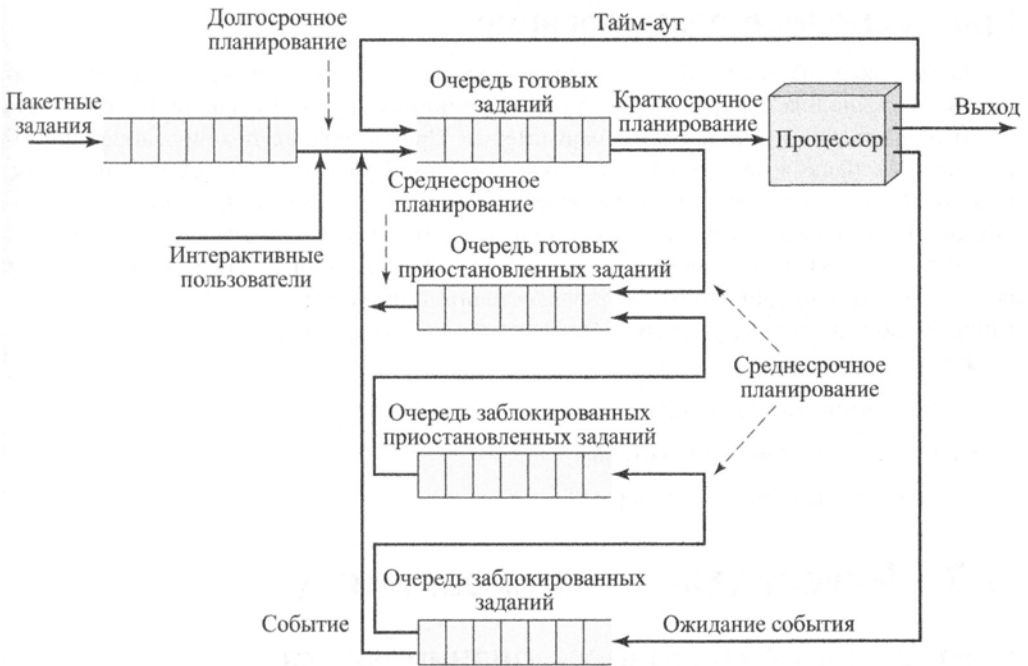 Долгосрочное
планирование
Тайм-аут
Пакетные
задания
Очередь готовых
заданий
Краткосрочное
планирование
Процессор
Выход
Среднесрочное
планирование
Интерактивные
пользователи
Очередь готовых
приостановленных заданий
Среднесрочное
планирование
Очередь заблокированных
приостановленных заданий
Очередь заблокированных
заданий
Событие
Ожидание события